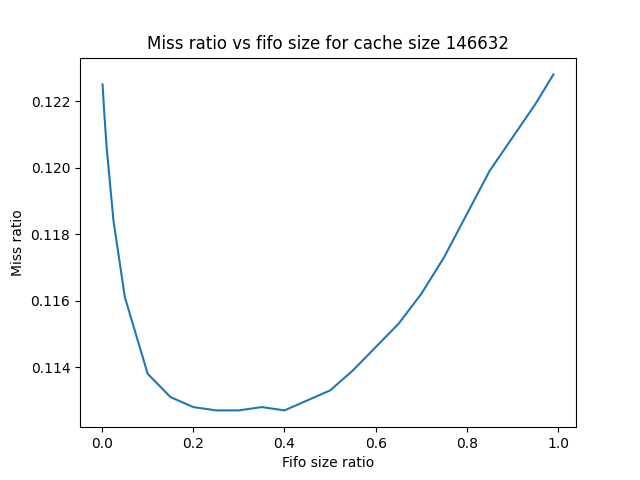 Miss ratio vs fifo size for cache size 146632
0.122
0.120
0.118
0.116
0.114
Miss ratio
0.0 0.2 0.4 0.6 0.8 1.0
Fifo size ratio